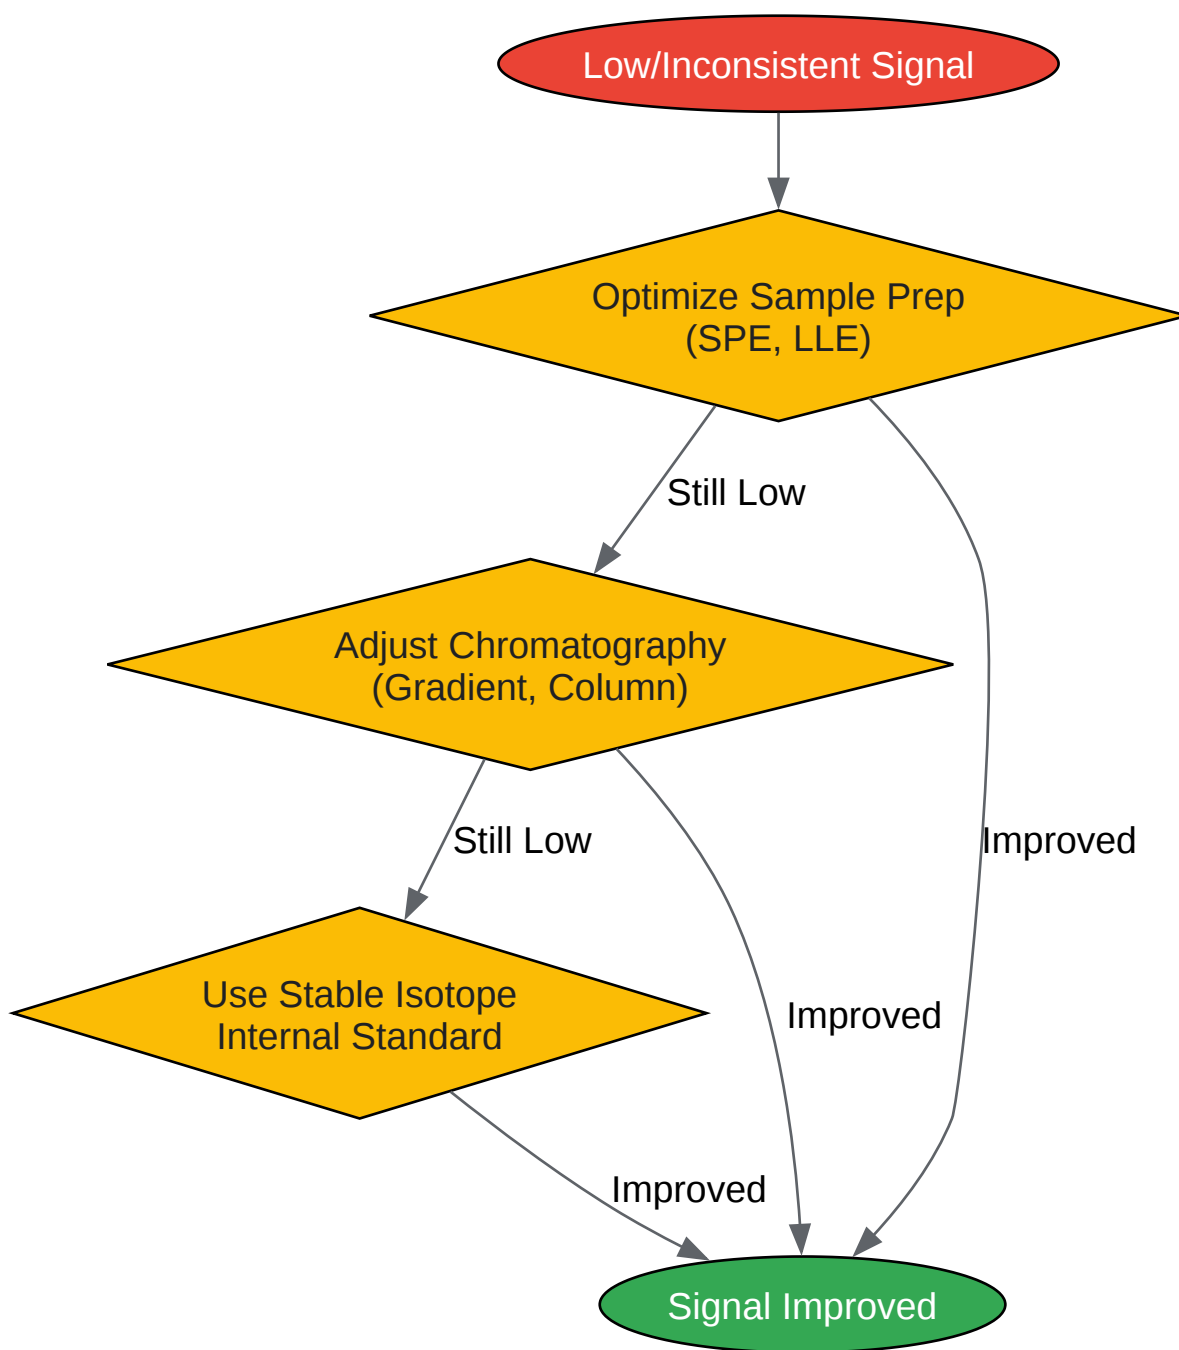 Low/Inconsistent Signal
Optimize Sample Prep
(SPE, LLE)
Still Low
Adjust Chromatography
(Gradient, Column)
Still Low
Improved
Use Stable Isotope
Internal Standard
Improved
Improved
Signal Improved